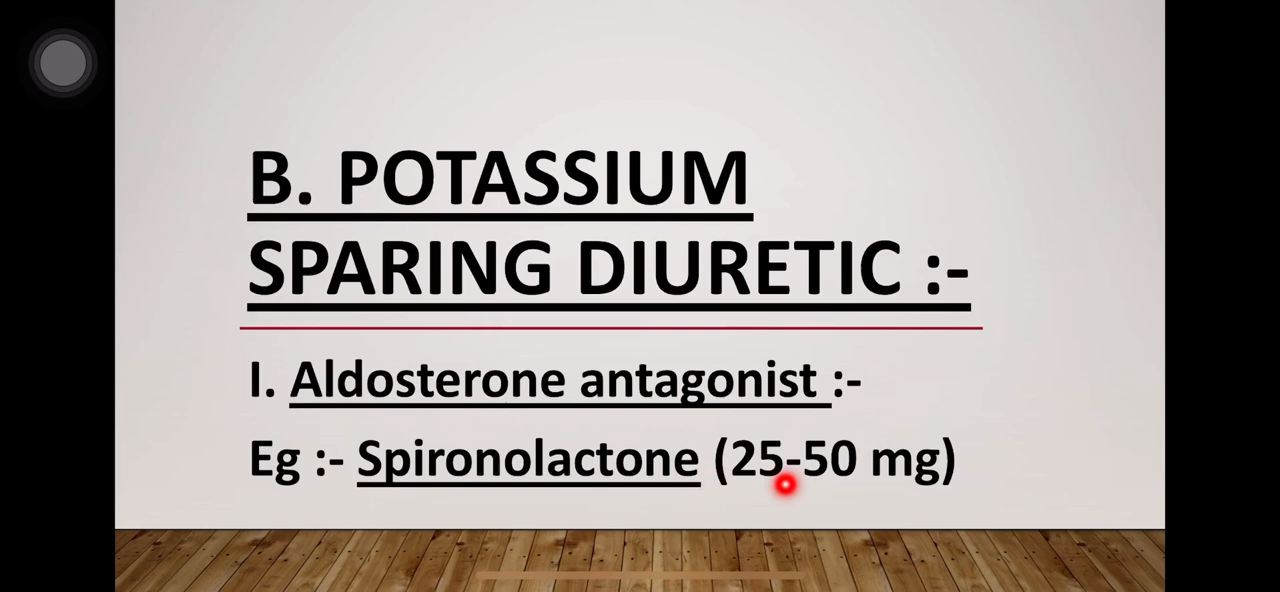 B. POTASSIUM
SPARING DIURETIC :-
I. Aldosterone antagonist :-
Eg :- Spironolactone (25-50 mg)